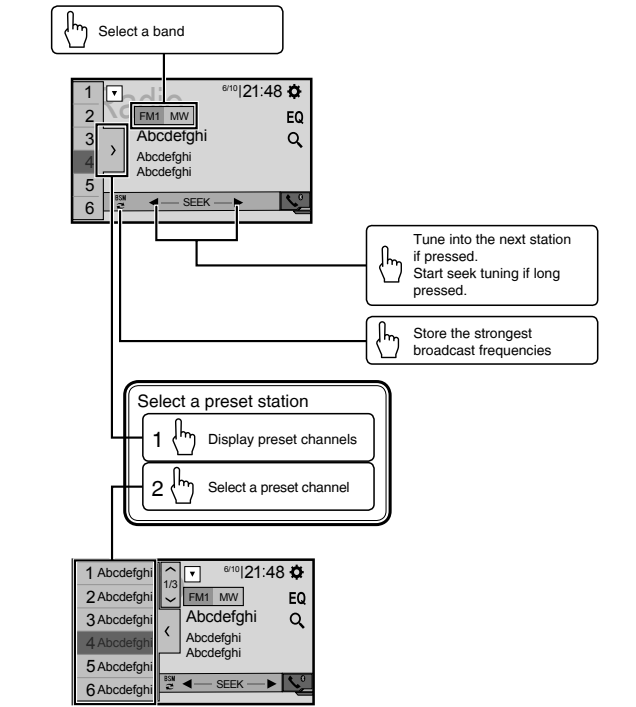 Select a band
Radio
1
2
3
4
5
6
6/10|21:48
FM1 MW
EQ
Abcdefghi
Abcdefghi
Abcdefghi
BSM
SEEK
Tune into the next station
if pressed.
Start seek tuning if long
pressed.
Store the strongest
broadcast frequencies
Select a preset station
1 Display preset channels
2 Select a preset channel
1 Abcdefghi
2 Abcdefghi
3 Abcdefghi
4 Abcdefghi
5 Abcdefghi
6 Abcdefghi
1/3
6/10|21:48
FM1 MW
EQ
Abcdefghi
Abcdefghi
Abcdefghi
BSM
SEEK